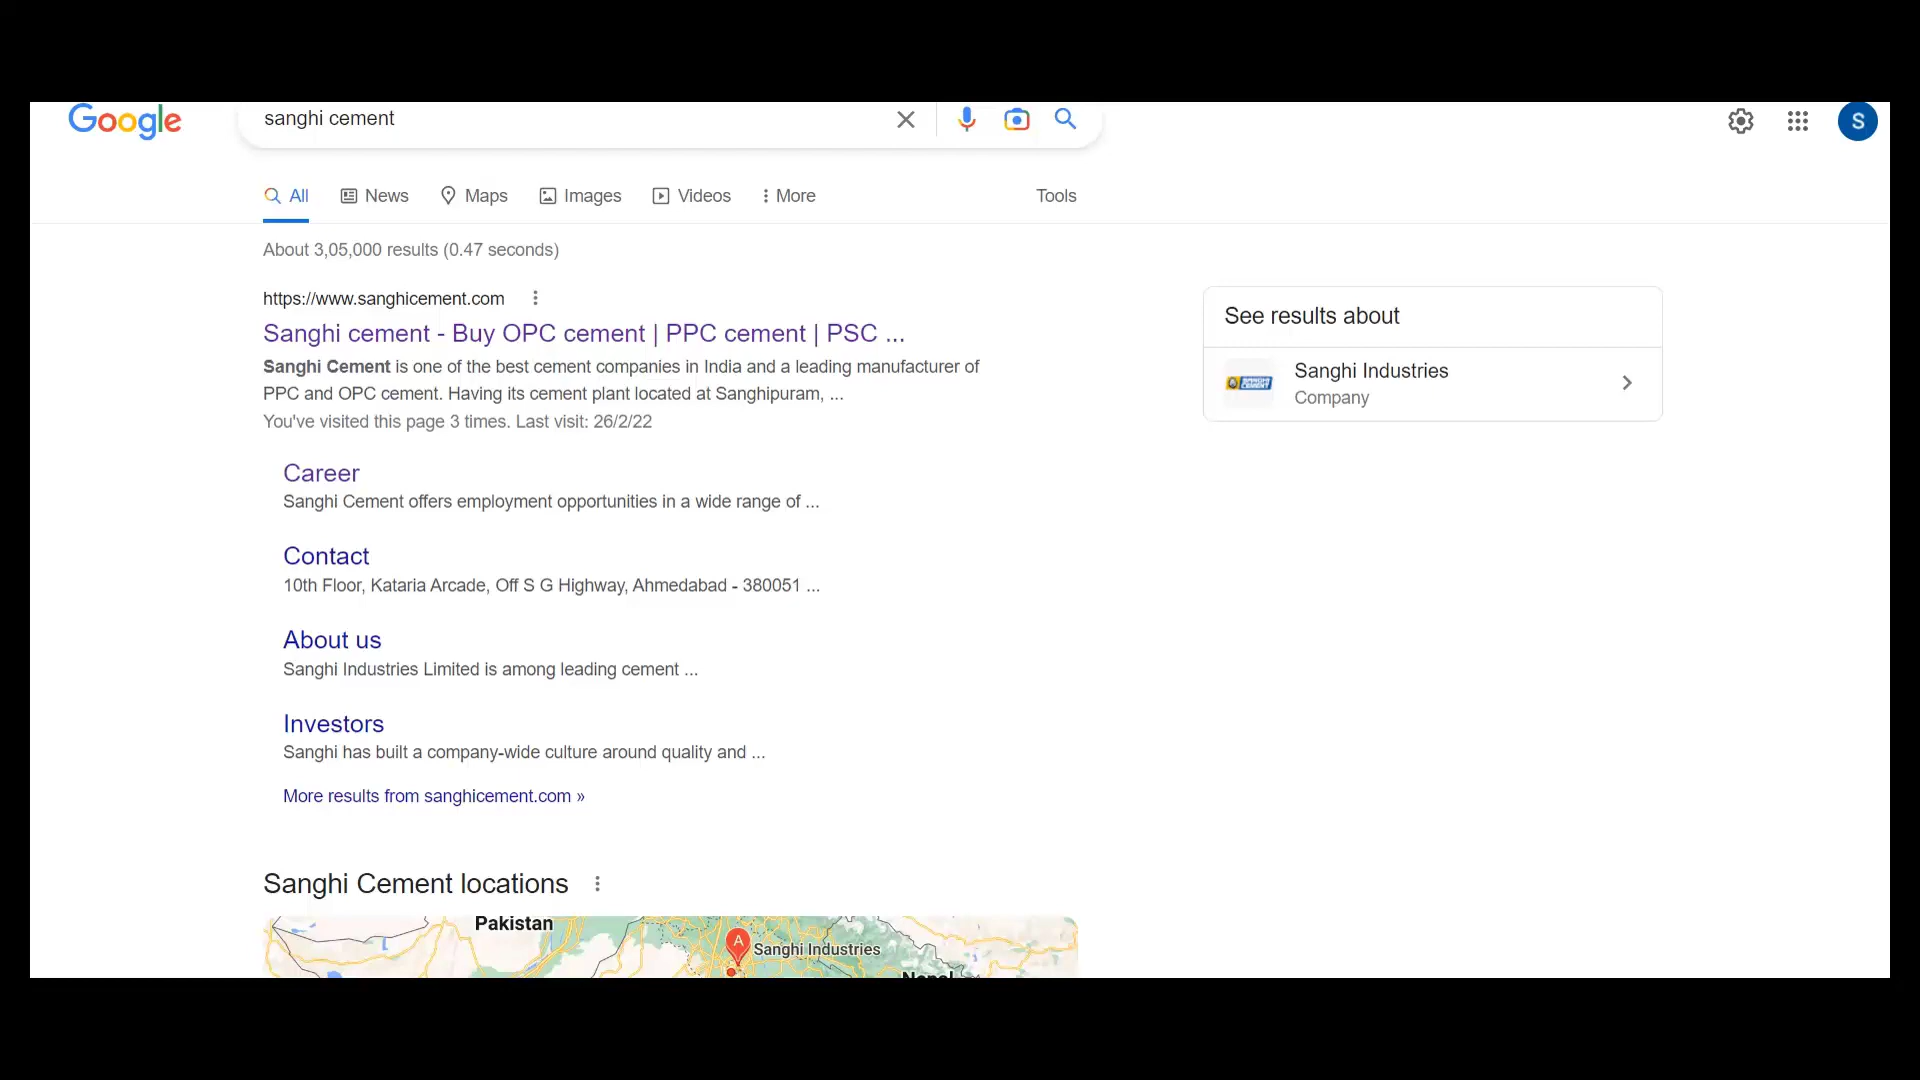 Google
sanghi cement
S
All
News
Maps
Images
Videos
More
Tools
About 3,05,000 results (0.47 seconds)
https://www.sanghicement.com
Sanghi cement - Buy OPC cement | PPC cement | PSC ...
Sanghi Cement is one of the best cement companies in India and a leading manufacturer of
PPC and OPC cement. Having its cement plant located at Sanghipuram, ...
You've visited this page 3 times. Last visit: 26/2/22
Career
Sanghi Cement offers employment opportunities in a wide range of ...
Contact
10th Floor, Kataria Arcade, Off S G Highway, Ahmedabad - 380051 ...
About us
Sanghi Industries Limited is among leading cement ...
Investors
Sanghi has built a company-wide culture around quality and ...
More results from sanghicement.com »
See results about
SANGHI
CEMENT
Sanghi Industries
Company
Sanghi Cement locations
Pakistan
A
Sanghi Industries
Nepal